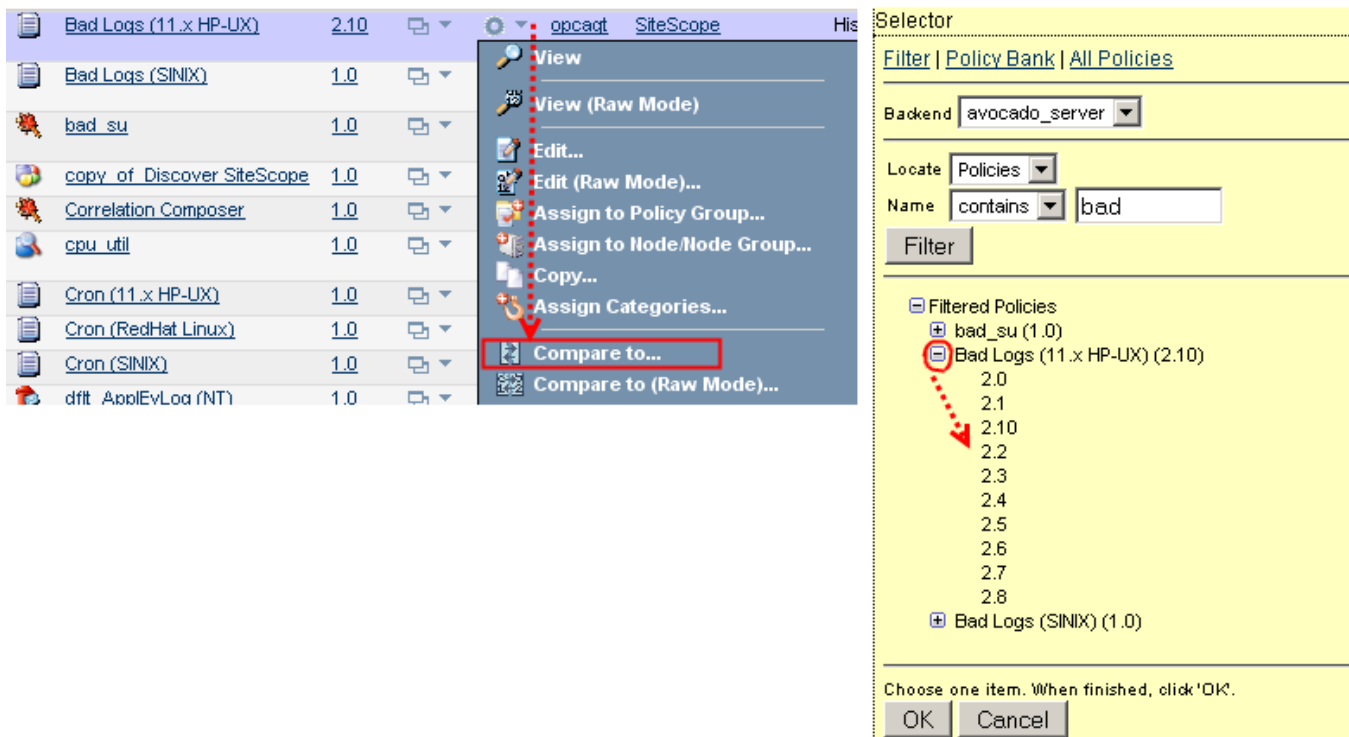 Bad Logs (11.x HP-UX) 2.10 opcagt SiteScope His
Bad Logs (SINIX) 1.0
bad_su 1.0
copy_of_Discover SiteScope 1.0
Correlation Composer 1.0
cpu_util 1.0
Cron (11.x HP-UX) 1.0
Cron (RedHat Linux) 1.0
Cron (SINIX) 1.0
dflt_ApplEvLog (NT) 1.0
View
View (Raw Mode)
Edit...
Edit (Raw Mode)...
Assign to Policy Group...
Assign to Node/Node Group...
Copy...
Assign Categories...
Compare to...
Compare to (Raw Mode)...
Selector
Filter | Policy Bank | All Policies
Backend avocado_server
Locate Policies
Name contains bad
Filter
Filtered Policies
bad_su (1.0)
Bad Logs (11.x HP-UX) (2.10)
2.0
2.1
2.10
2.2
2.3
2.4
2.5
2.6
2.7
2.8
Bad Logs (SINIX) (1.0)
Choose one item. When finished, click 'OK'.
OK Cancel